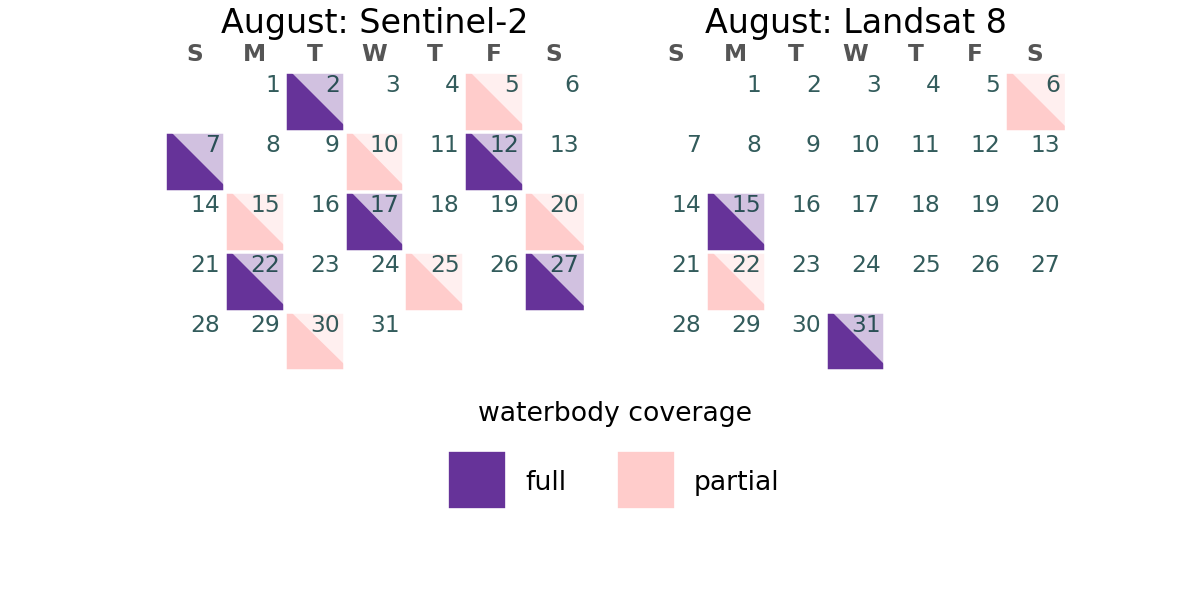 August: Sentinel-2
S M T W T F S
1 2 3 4 5 6
7 8 9 10 11 12 13
14 15 16 17 18 19 20
21 22 23 24 25 26 27
28 29 30 31
August: Landsat 8
S M T W T F S
1 2 3 4 5 6
7 8 9 10 11 12 13
14 15 16 17 18 19 20
21 22 23 24 25 26 27
28 29 30 31
waterbody coverage
full partial